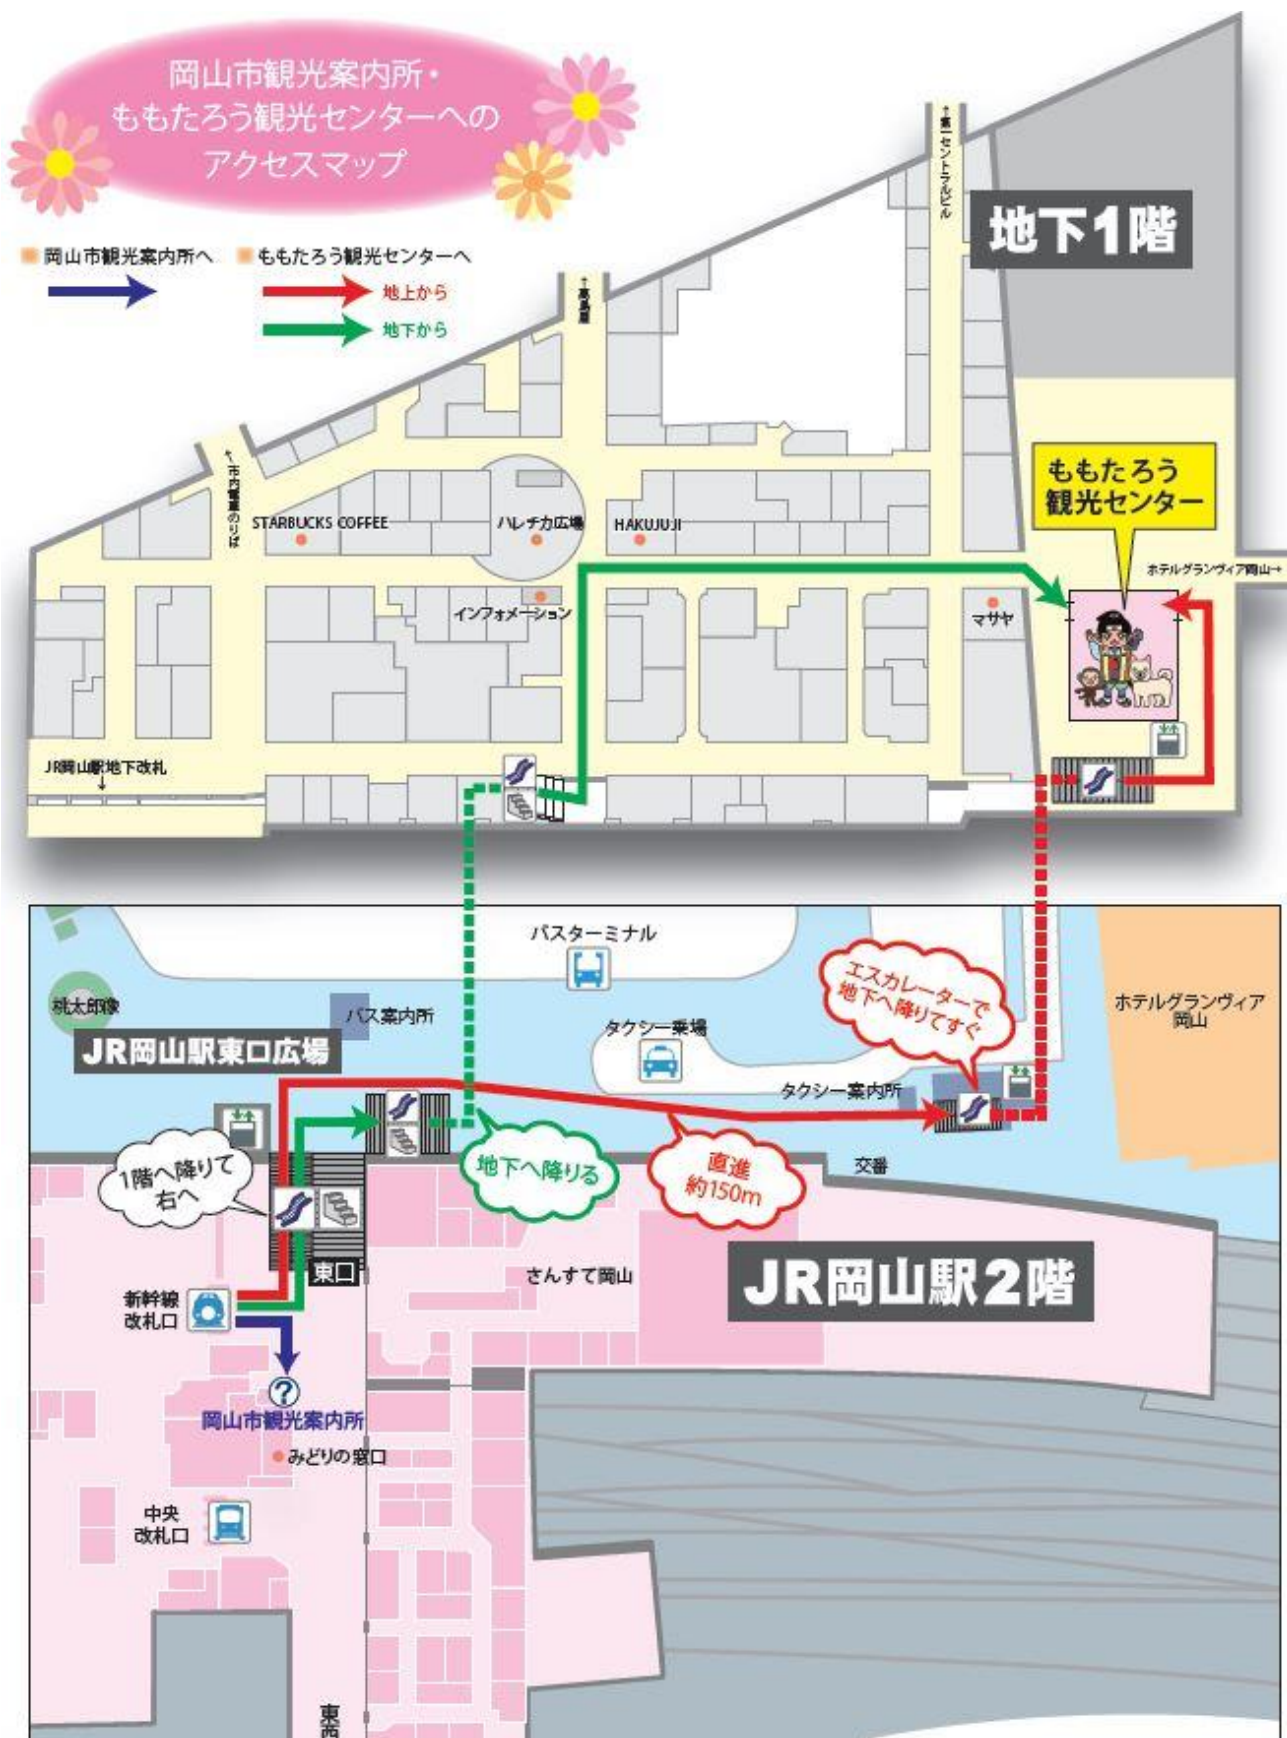 岡山市観光案内所・
ももたろう観光センターへの
アクセスマップ
岡山市観光案内所へ
ももたろう観光センターへ
地上から
地下から
↑第一セントラルビル
地下1階
↑高島屋
↑市内電車のりば
ももたろう
観光センター
STARBUCKS COFFEE
ハレチカ広場
HAKUJUJI
ホテルグランヴィア岡山→
インフォメーション
マサヤ
JR岡山駅地下改札
↓
バスターミナル
エスカレーターで
地下へ降りてすぐ
桃太郎像
バス案内所
タクシー乗場
ホテルグランヴィア
岡山
JR岡山駅東口広場
タクシー案内所
1階へ降りて
右へ
地下へ降りる
直進
約150m
交番
東口
さんすて岡山
JR岡山駅2階
新幹線
改札口
?
岡山市観光案内所
みどりの窓口
中央
改札口
東西